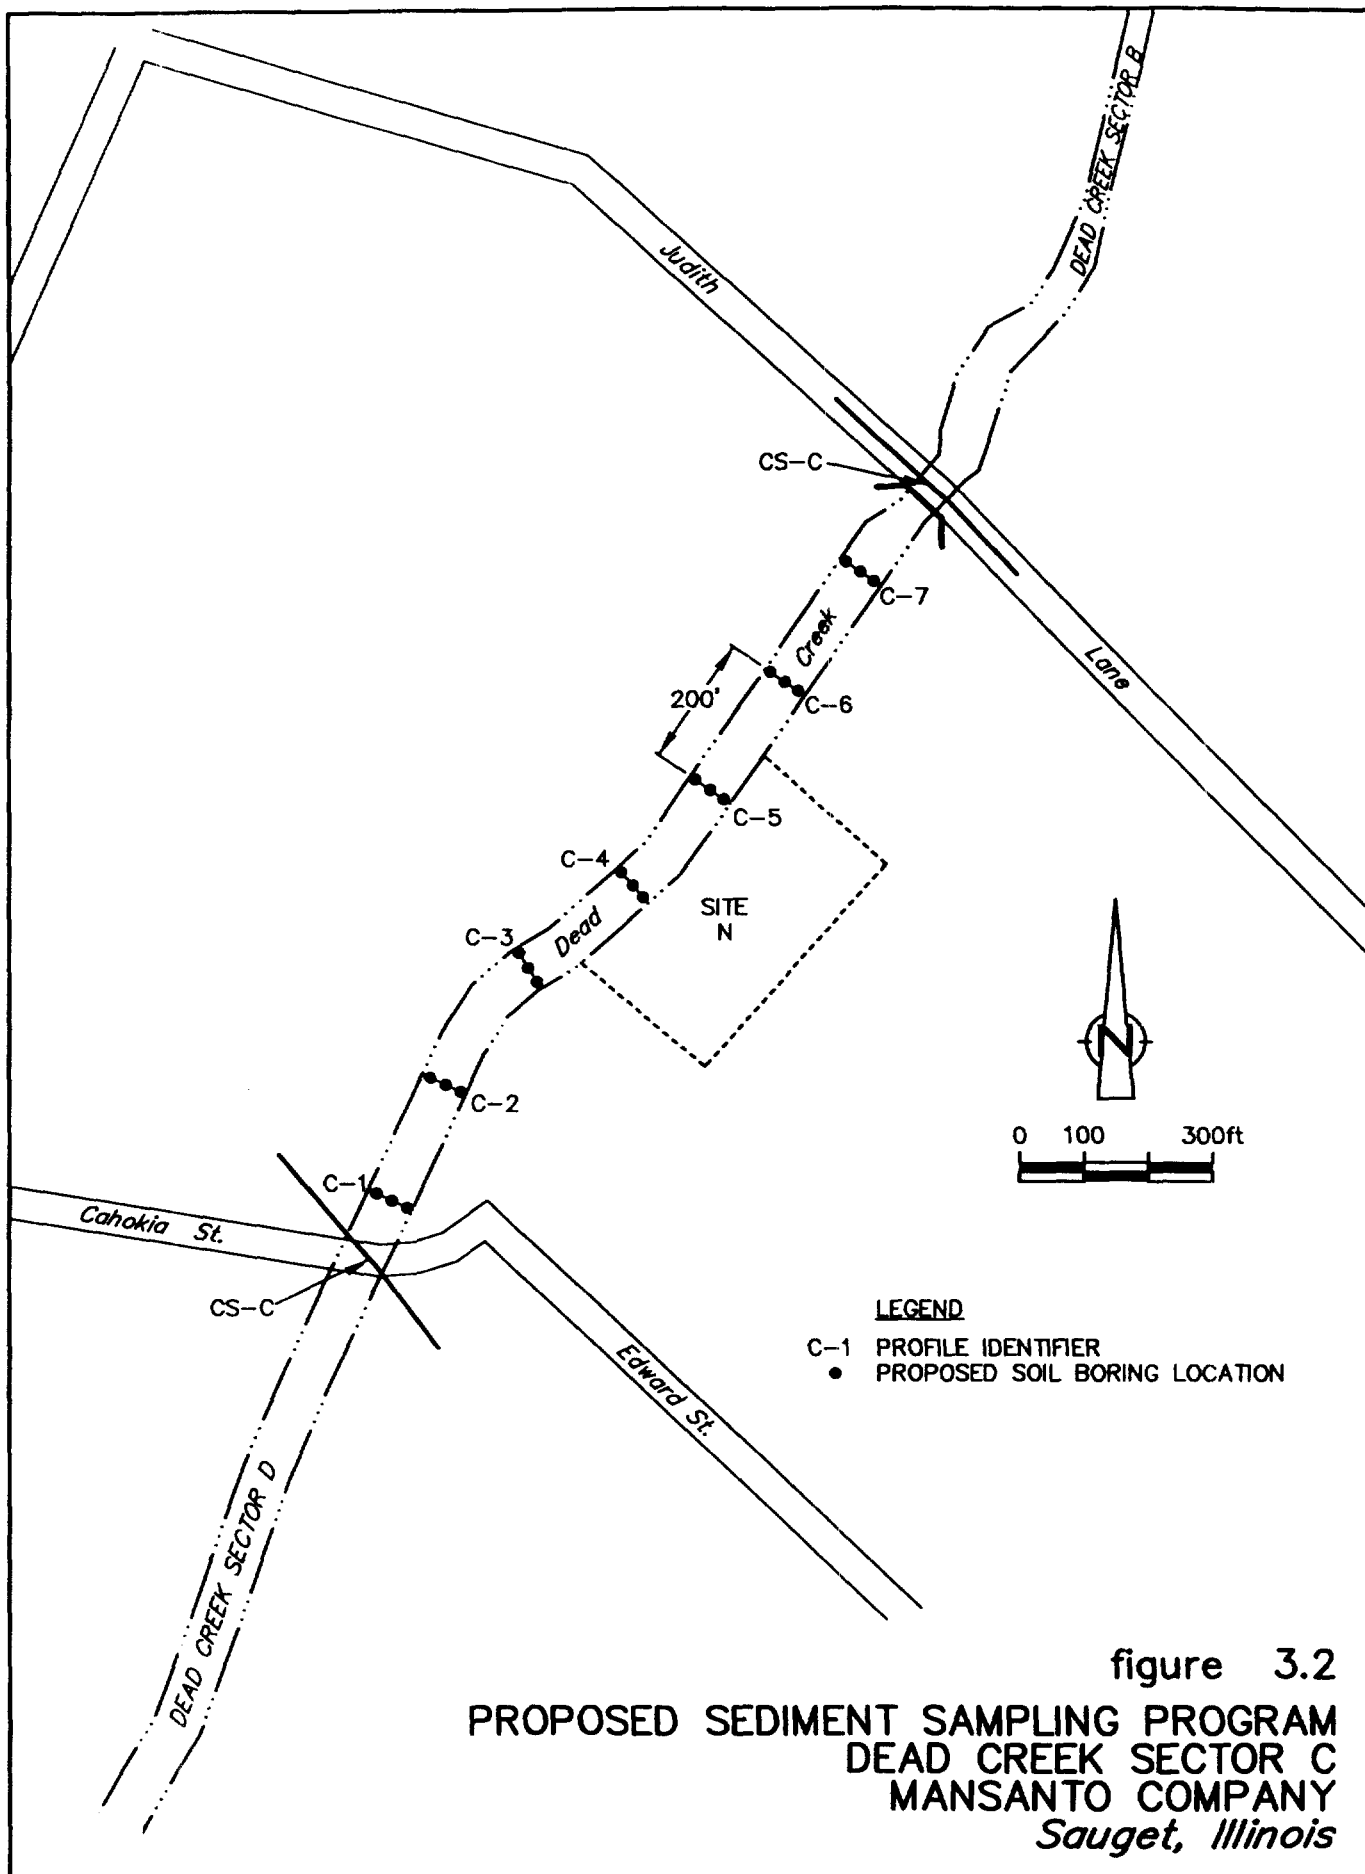 DEAD CREEK SECTOR B
Judith
CS-C
C-7
Creek
Lane
200'
C-6
C-5
C-4
SITE
N
C-3
Dead
N
C-2
0 100 300ft
C-1
Cahokia St.
CS-C
LEGEND
C-1 PROFILE IDENTIFIER
PROPOSED SOIL BORING LOCATION
Edward St.
DEAD CREEK SECTOR D
figure 3.2
PROPOSED SEDIMENT SAMPLING PROGRAM
DEAD CREEK SECTOR C
MANSANTO COMPANY
Sauget, Illinois